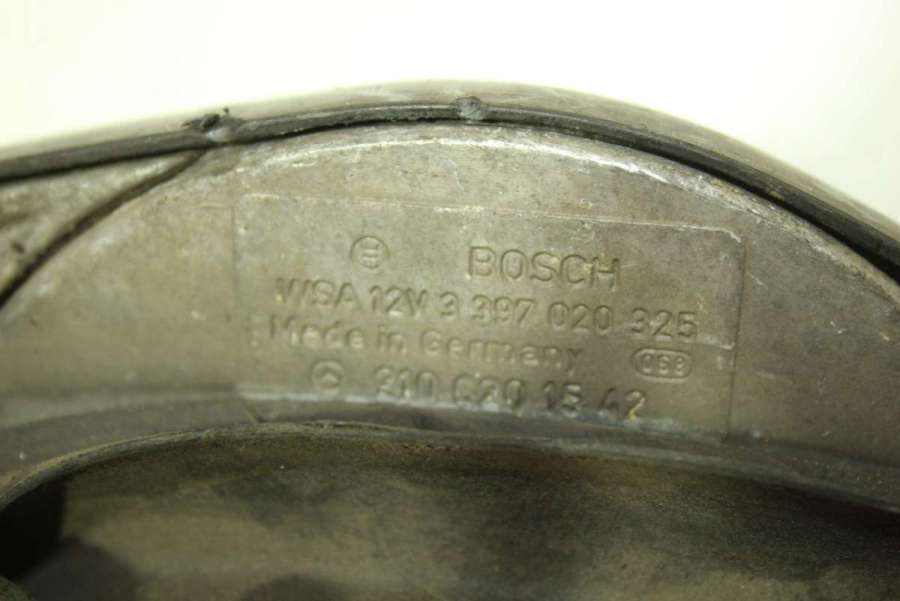 BOSCH
WSA 12V 3 397 020 325
Made in Germany
210 820 15 42